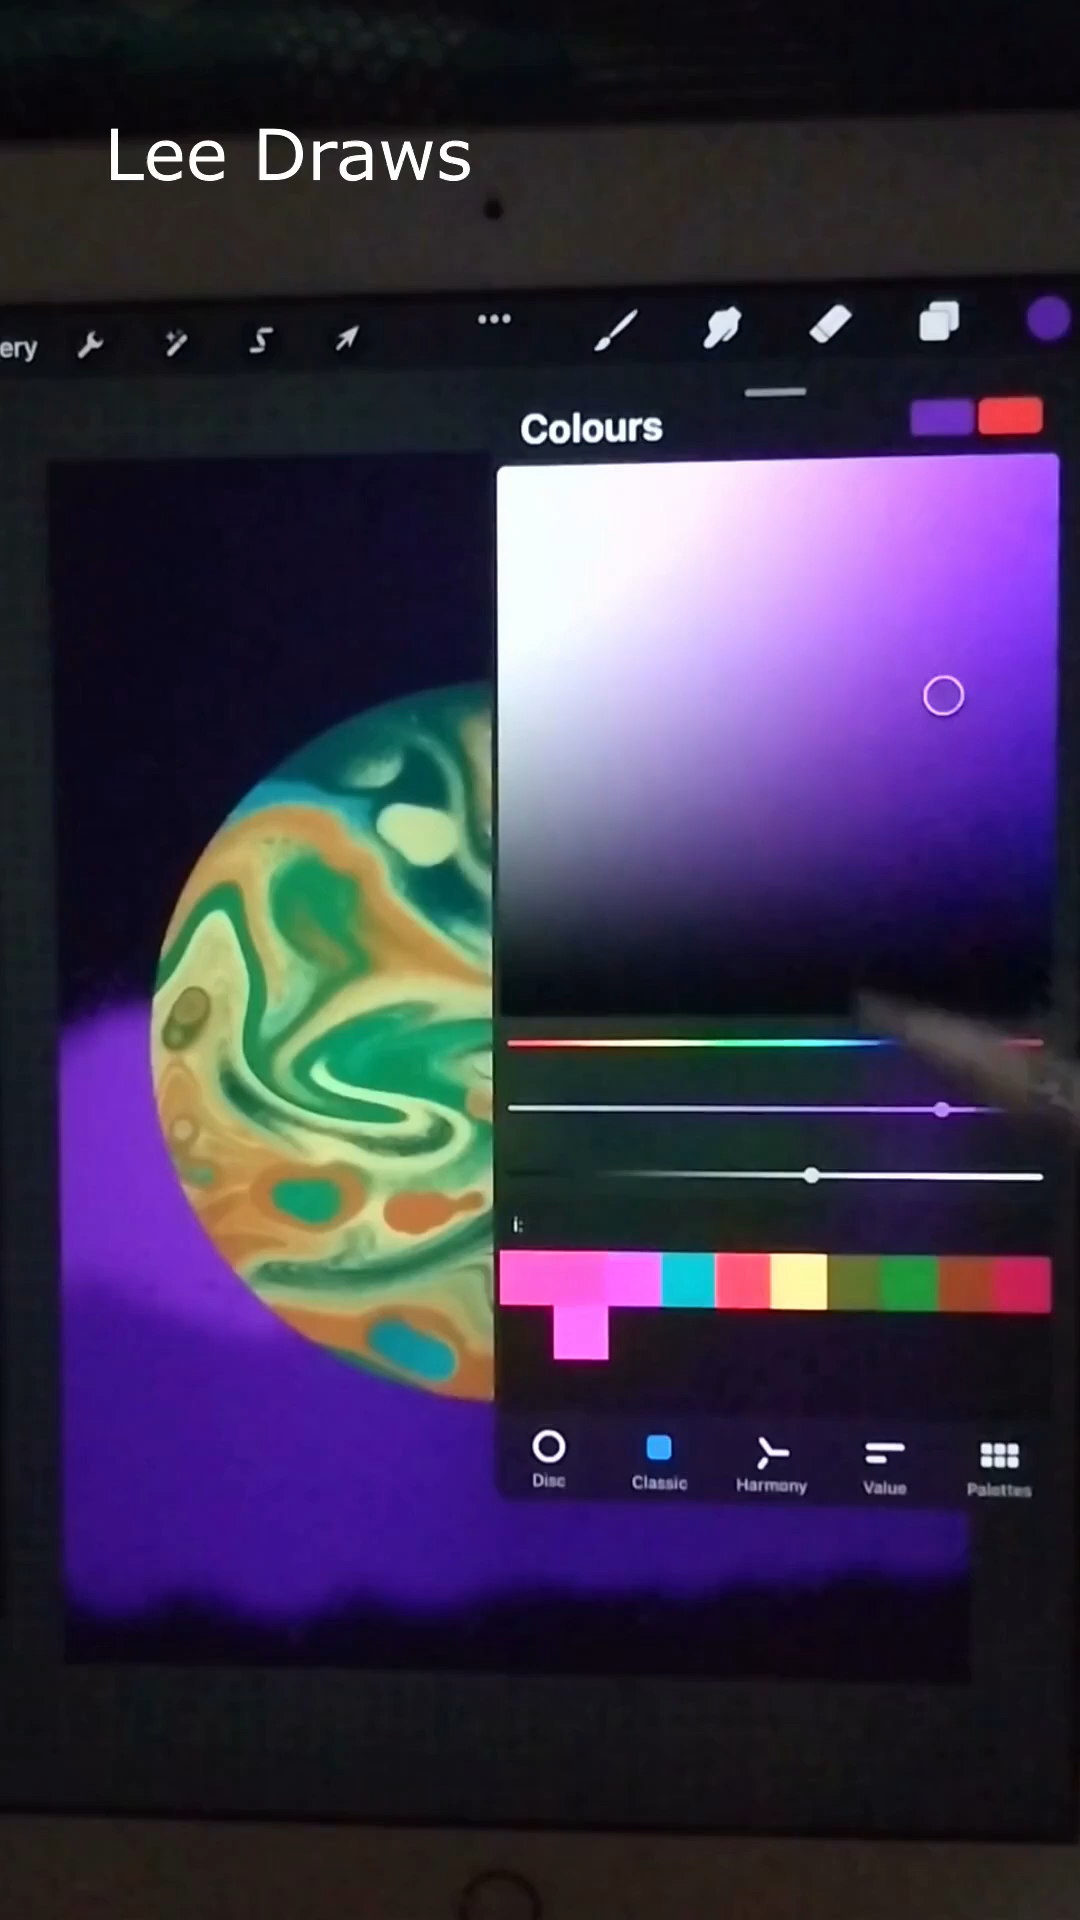 Lee Draws
ery
Colours
Disc
Classic
Harmony
Value
Palettes